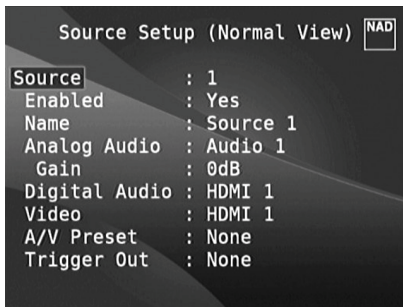 Source Setup (Normal View) NAD
Source : 1
Enabled : Yes
Name : Source 1
Analog Audio : Audio 1
Gain : 0dB
Digital Audio : HDMI 1
Video : HDMI 1
A/V Preset : None
Trigger Out : None